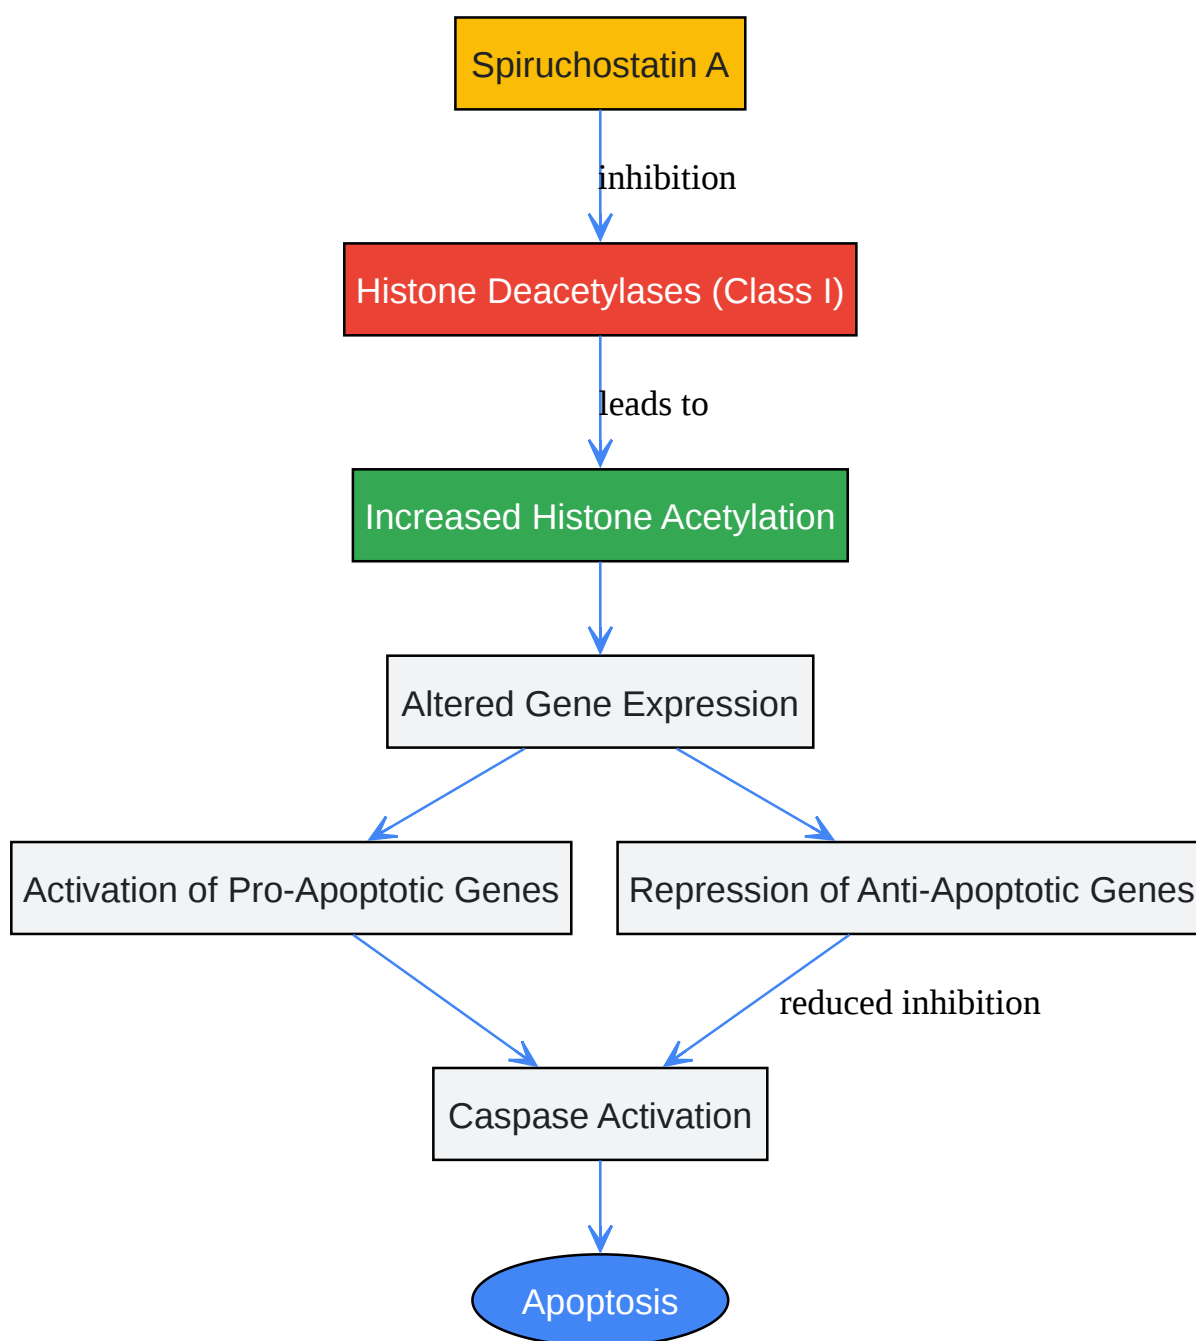 Spiruchostatin A
inhibition
Histone Deacetylases (Class I)
leads to
Increased Histone Acetylation
Altered Gene Expression
Activation of Pro-Apoptotic Genes
Repression of Anti-Apoptotic Genes
reduced inhibition
Caspase Activation
Apoptosis